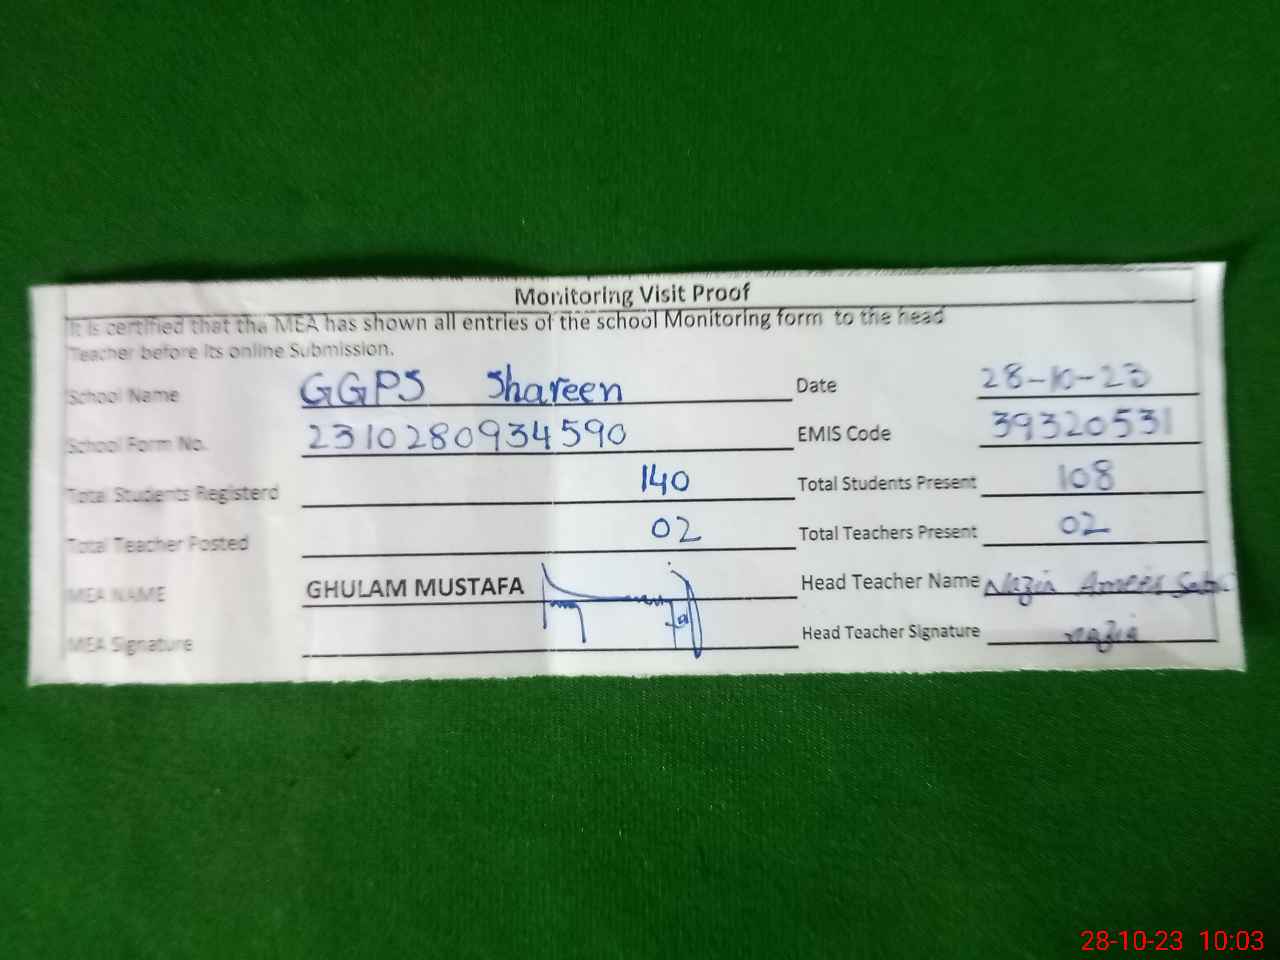 Monitoring Visit Proof
It is certified that the MEA has shown all entries of the school Monitoring form to the head
Teacher before its online Submission.
School Name GGPS Shareen Date 28-10-23
School Form No. 2310280934590 EMIS Code 39320531
Total Students Registerd 140 Total Students Present 108
Total Teacher Posted 02 Total Teachers Present 02
MEA NAME GHULAM MUSTAFA Head Teacher Name Nazia
MEA Signature Head Teacher Signature nazia
28-10-23 10:03